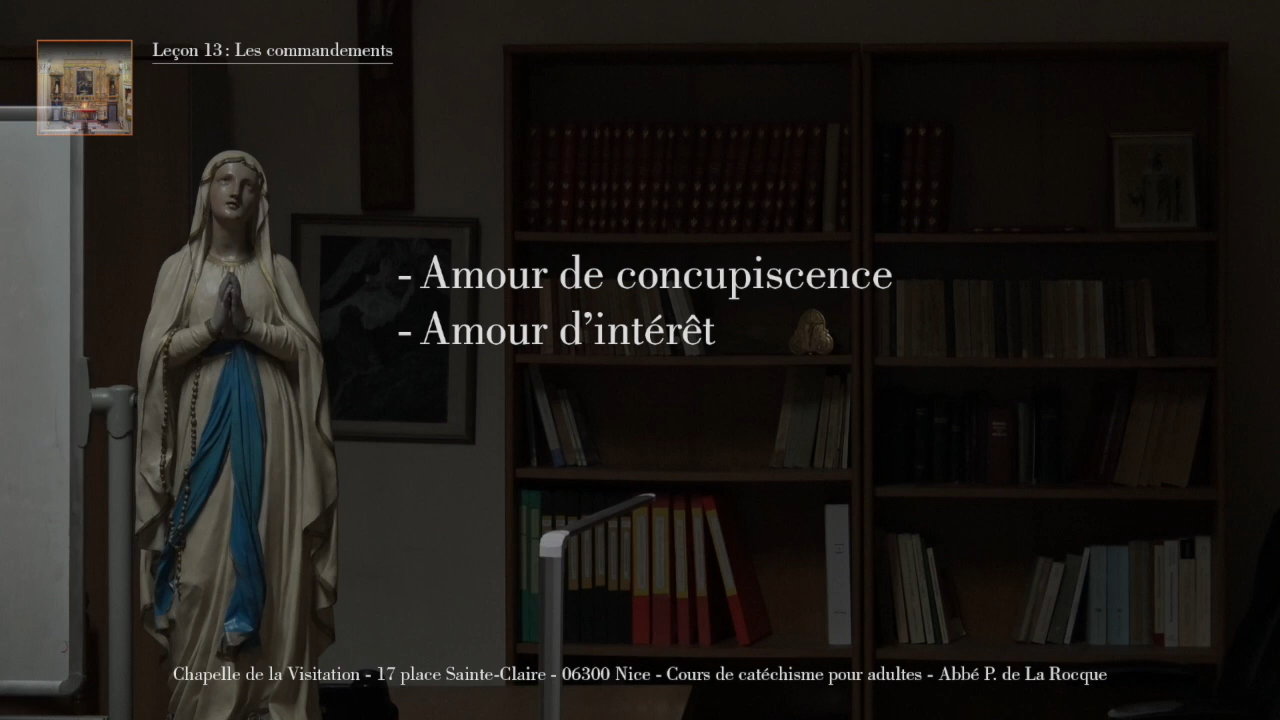 Leçon 13 : Les commandements
- Amour de concupiscence
- Amour d’intérêt
Chapelle de la Visitation - 17 place Sainte-Claire - 06300 Nice - Cours de catéchisme pour adultes - Abbé P. de La Rocque